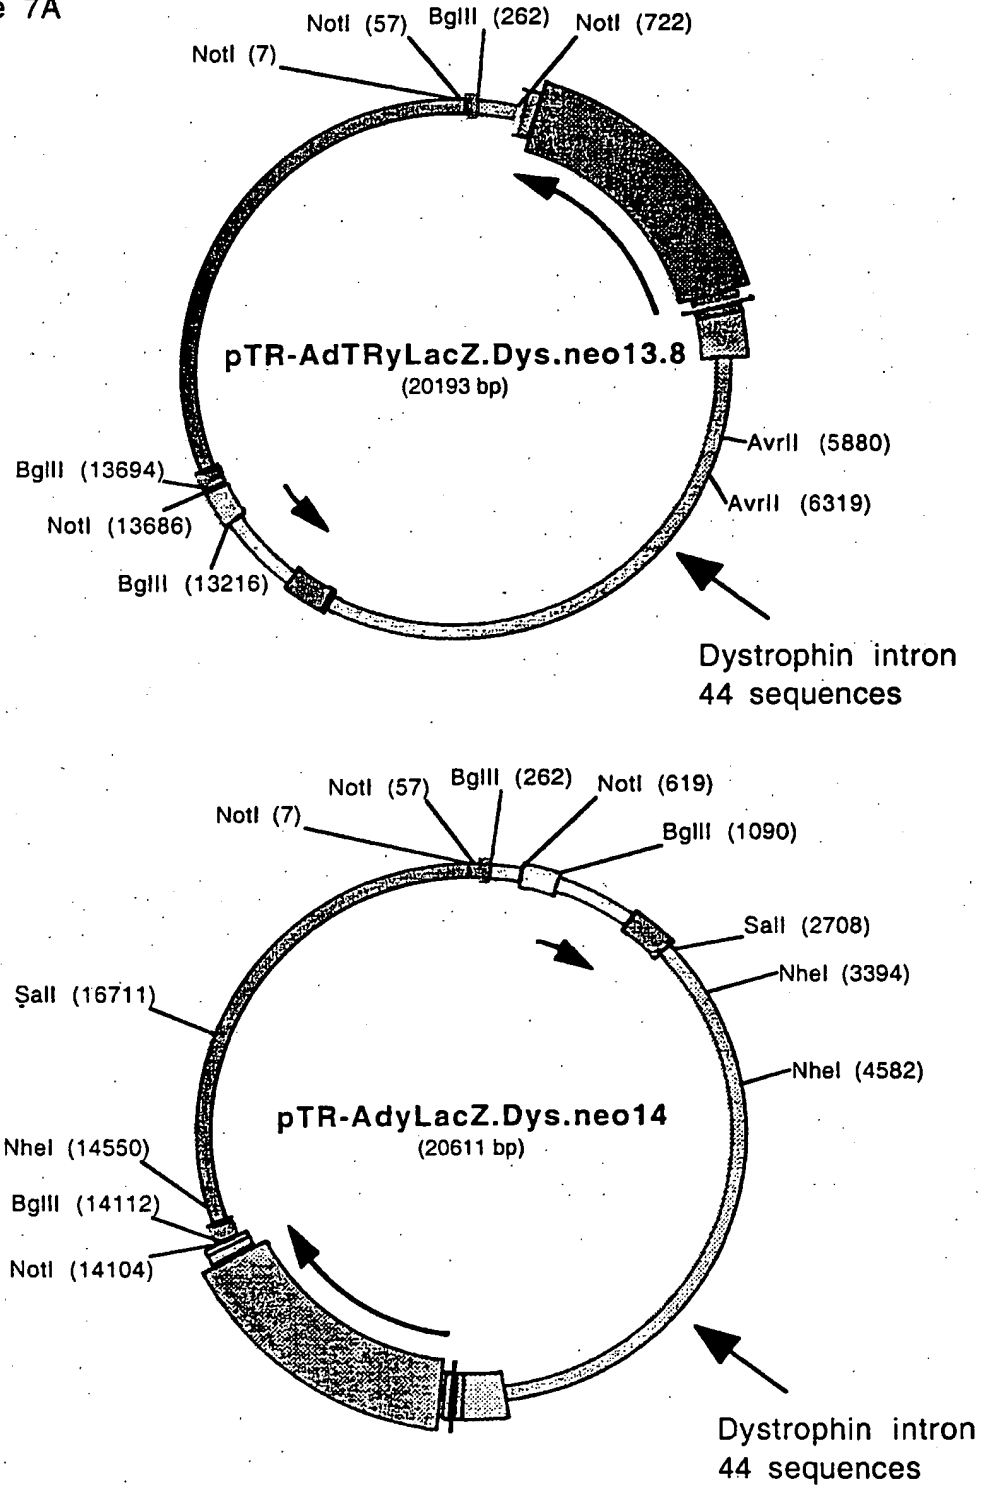 7A
NotI (57)
BglII (262)
NotI (722)
NotI (7)
pTR-AdTRyLacZ.Dys.neo13.8
(20193 bp)
AvrII (5880)
BglII (13694)
AvrII (6319)
NotI (13686)
BglII (13216)
Dystrophin intron
44 sequences
NotI (57)
BglII (262)
NotI (619)
NotI (7)
BglII (1090)
SalI (2708)
NheI (3394)
SalI (16711)
NheI (4582)
pTR-AdyLacZ.Dys.neo14
(20611 bp)
NheI (14550)
BglII (14112)
NotI (14104)
Dystrophin intron
44 sequences